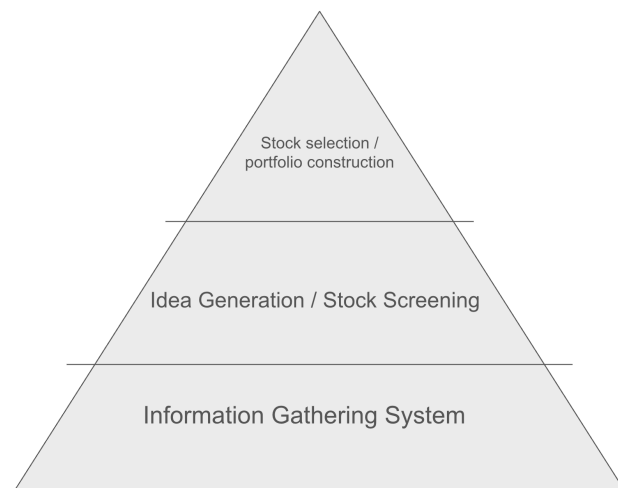 Stock selection /
portfolio construction
Idea Generation / Stock Screening
Information Gathering System